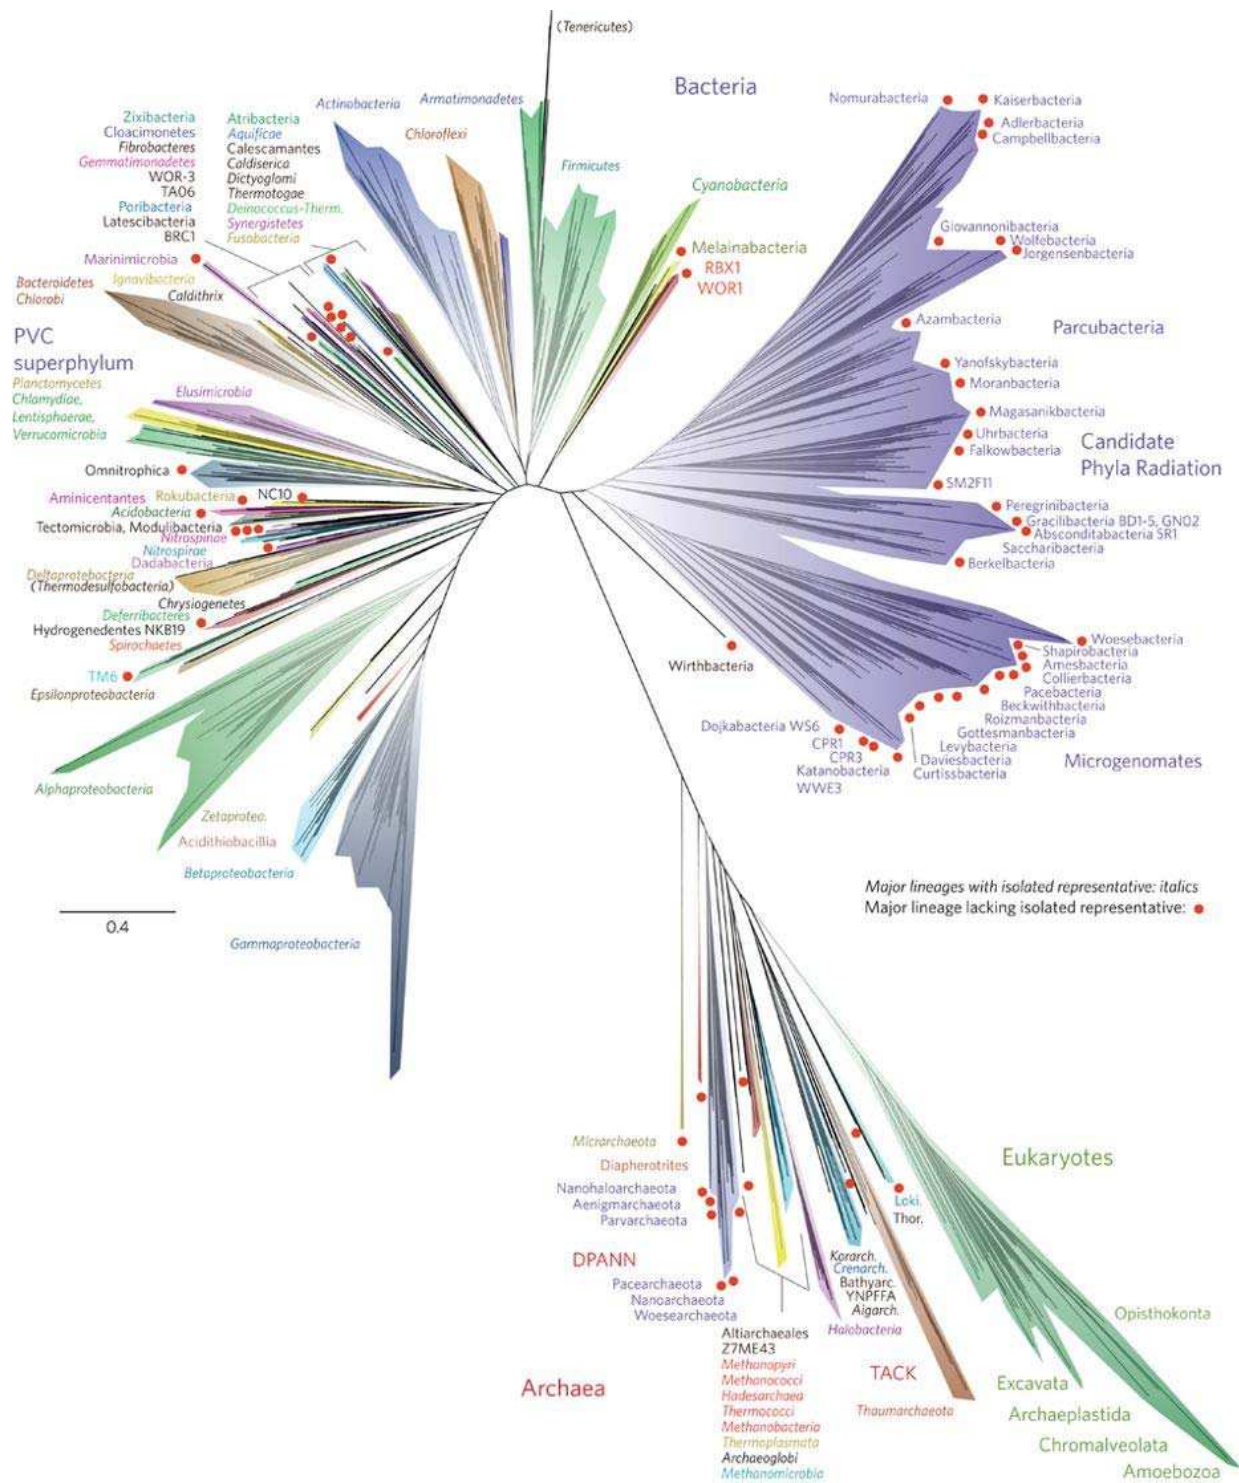 (Tenericutes)
Bacteria
Actinobacteria
Armatimonadetes
Nomurabacteria
Kaiserbacteria
Zixibacteria
Cloacimonetes
Fibrobacteres
Gemmatimonadetes
WOR-3
TA06
Poribacteria
Latescibacteria
BRC1
Atribacteria
Aquificae
Calescamantes
Caldiserica
Dictyoglomi
Thermotogae
Deinococcus-Therm.
Synergistetes
Fusobacteria
Chloroflexi
Firmicutes
Adlerbacteria
Campbellbacteria
Cyanobacteria
Melainabacteria
RBX1
WOR1
Giovannonibacteria
Wolfebacteria
Jorgensenbacteria
Marinimicrobia
Bacteroidetes
Chlorobi
Ignavibacteria
Caldithrix
Azambacteria
Parcubacteria
PVC
superphylum
Planctomycetes
Chlamydiae,
Lentisphaerae,
Verrucomicrobia
Elusimicrobia
Yanofskybacteria
Moranbacteria
Magasanikbacteria
Uhrbacteria
Falkowbacteria
Candidate
Phyla Radiation
SM2F11
Omnitrophica
Aminicentantes
Rokubacteria
NC10
Acidobacteria
Tectomicrobia, Modulibacteria
Nitrospinae
Nitrospirae
Dadabacteria
Deltaprotebacteria
(Thermodesulfobacteria)
Chrysiogenetes
Deferribacteres
Hydrogenedentes NKB19
Spirochaetes
TM6
Epsilonproteobacteria
Peregrinibacteria
Gracilibacteria BD1-5, GN02
Absconditabacteria SR1
Saccharibacteria
Berkelbacteria
Woesebacteria
Shapirobacteria
Amesbacteria
Collierbacteria
Pacebacteria
Beckwithbacteria
Roizmanbacteria
Gottesmanbacteria
Levybacteria
Daviesbacteria
Curtissbacteria
Microgenomates
Wirthbacteria
Dojkabacteria WS6
CPR1
CPR3
Katanobacteria
WWE3
Alphaproteobacteria
Zetaproteo.
Acidithiobacillia
Betaproteobacteria
Gammaproteobacteria
0.4
Major lineages with isolated representative: italics
Major lineage lacking isolated representative:
Micrarchaeota
Diapherotrites
Nanohaloarchaeota
Aenigmarchaeota
Parvarchaeota
DPANN
Pacearchaeota
Nanoarchaeota
Woesearchaeota
Altiarchaeales
Z7ME43
Methanopyri
Methanococci
Hadesarchaea
Thermococci
Methanobacteria
Thermoplasmata
Archaeoglobi
Methanomicrobia
Archaea
Halobacteria
Korarch.
Crenarch.
Bathyarc.
YNPFFA
Aigarch.
TACK
Thaumarchaeota
Loki.
Thor.
Eukaryotes
Opisthokonta
Excavata
Archaeplastida
Chromalveolata
Amoebozoa